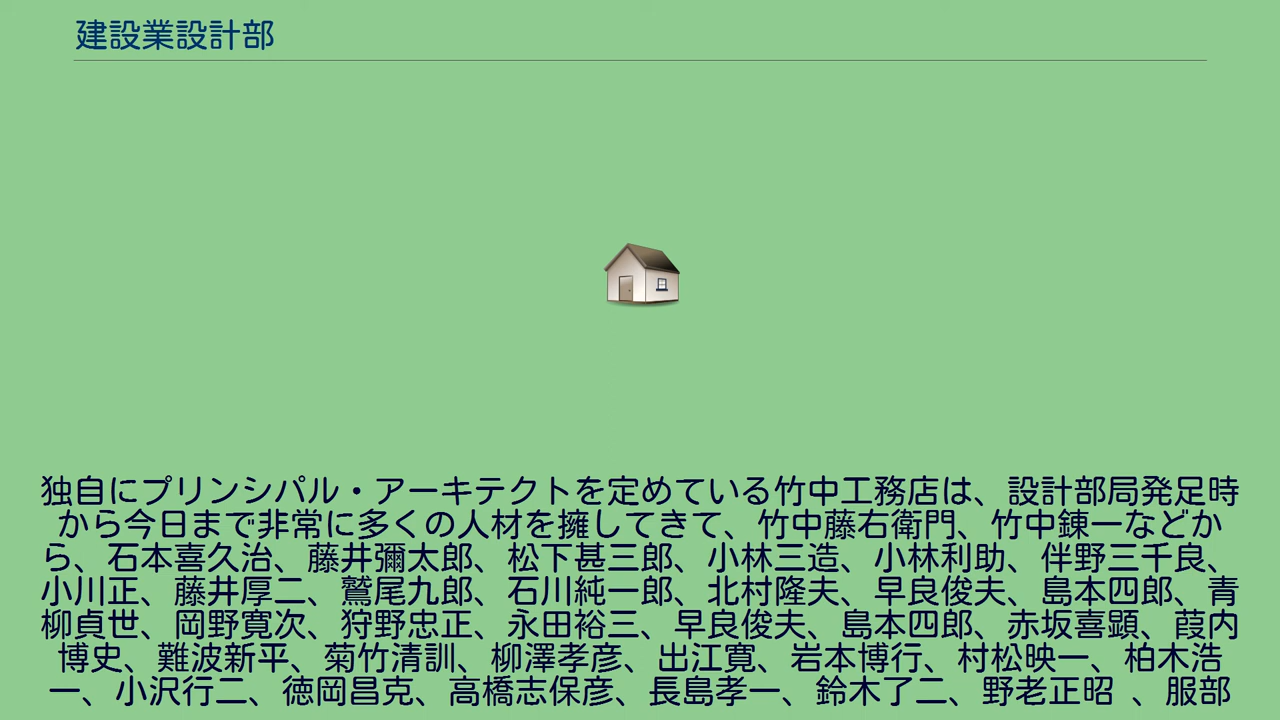 建設業設計部
独自にプリンシパル・アーキテクトを定めている竹中工務店は、設計部局発足時
から今日まで非常に多くの人材を擁してきて、竹中藤右衛門、竹中錬一などか
ら、石本喜久治、藤井彌太郎、松下甚三郎、小林三造、小林利助、伴野三千良、
小川正、藤井厚二、鷲尾九郎、石川純一郎、北村隆夫、早良俊夫、島本四郎、青
柳貞世、岡野寛次、狩野忠正、永田裕三、早良俊夫、島本四郎、赤坂喜顕、葭内
博史、難波新平、菊竹清訓、柳澤孝彦、出江寛、岩本博行、村松映一、柏木浩
一、小沢行二、徳岡昌克、高橋志保彦、長島孝一、鈴木了二、野老正昭 、服部